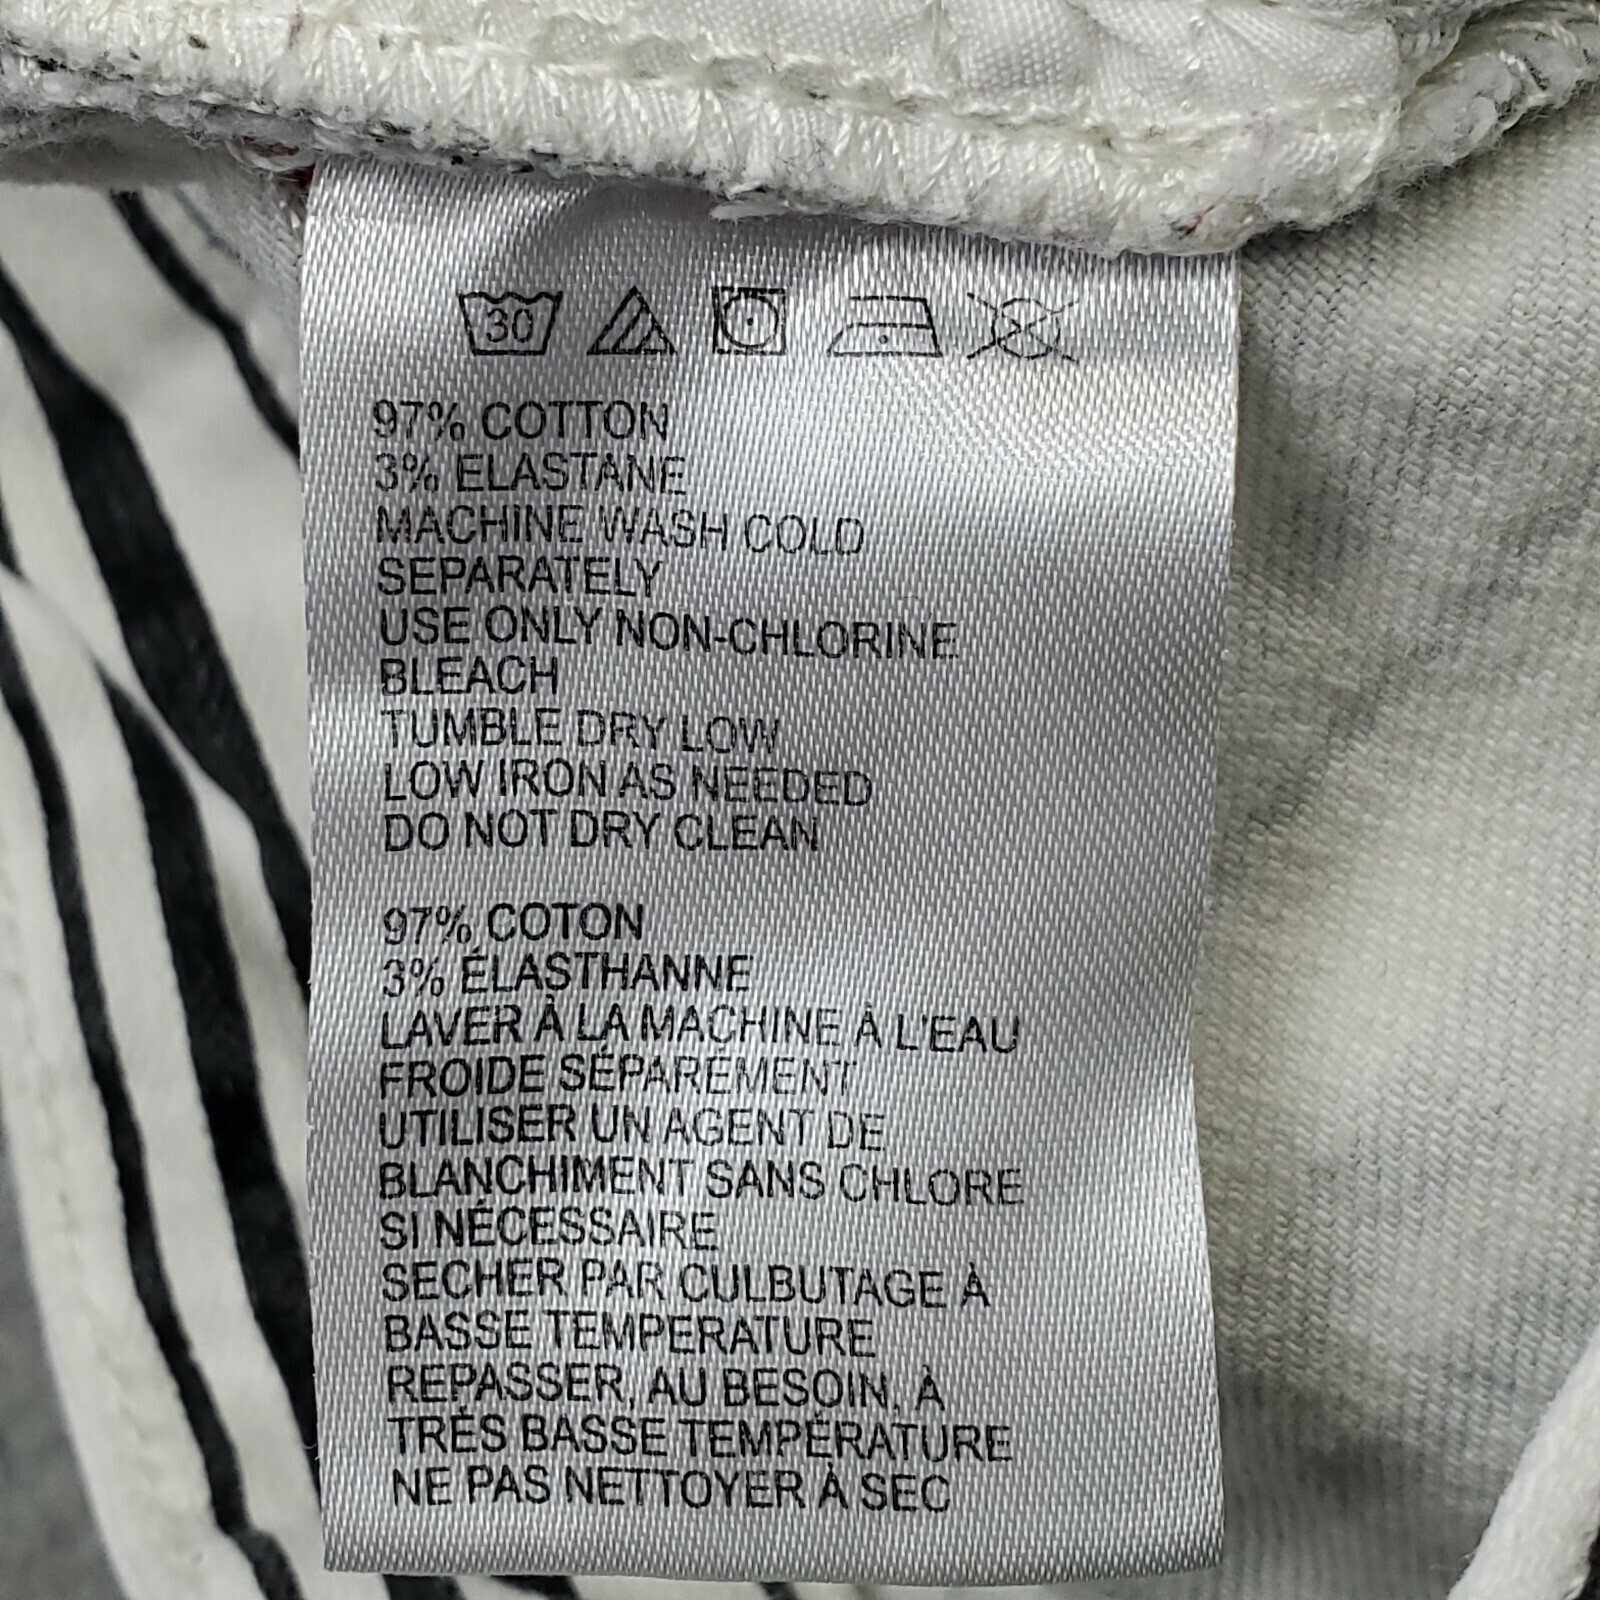 30
97% COTTON
3% ELASTANE
MACHINE WASH COLD
SEPARATELY
USE ONLY NON-CHLORINE
BLEACH
TUMBLE DRY LOW
LOW IRON AS NEEDED
DO NOT DRY CLEAN
97% COTON
3% ÉLASTHANNE
LAVER À LA MACHINE À L'EAU
FROIDE SÉPARÉMENT
UTILISER UN AGENT DE
BLANCHIMENT SANS CHLORE
SI NÉCESSAIRE
SECHER PAR CULBUTAGE À
BASSE TEMPERATURE
REPASSER, AU BESOIN, À
TRÉS BASSE TEMPÉRATURE
NE PAS NETTOYER À SEC